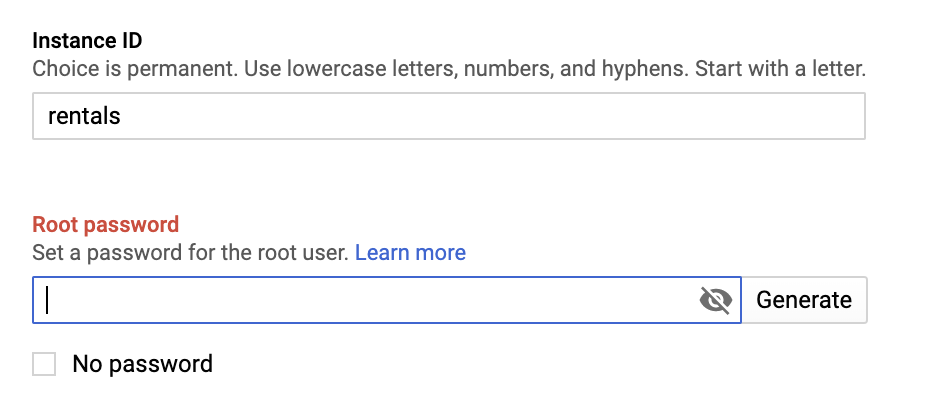 Instance ID
Choice is permanent. Use lowercase letters, numbers, and hyphens. Start with a letter.
rentals
Root password
Set a password for the root user. Learn more
Generate
No password